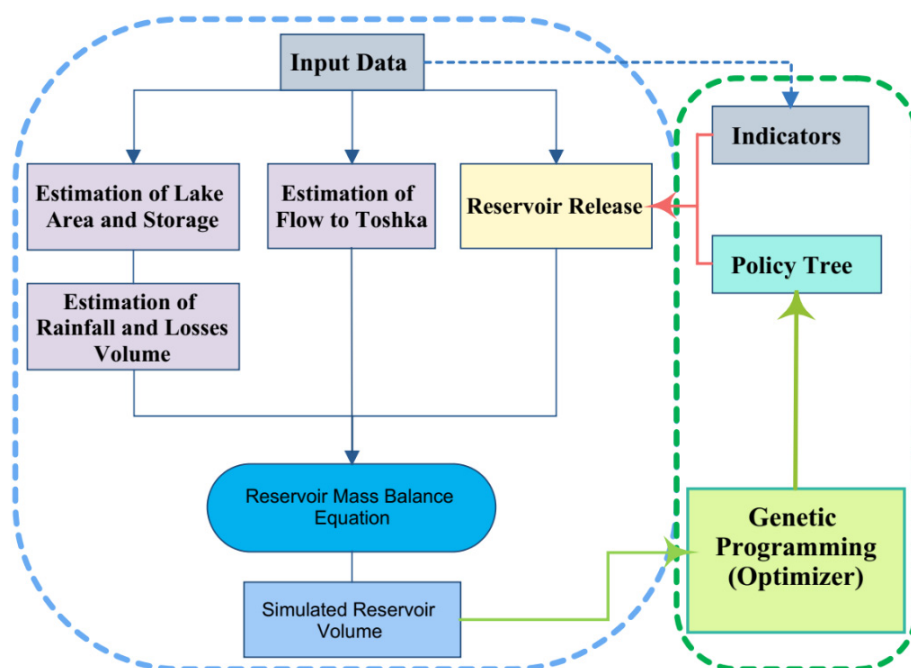 Input Data
Indicators
Estimation of Lake
Area and Storage
Estimation of
Flow to Toshka
Reservoir Release
Policy Tree
Estimation of
Rainfall and Losses
Volume
Reservoir Mass Balance
Equation
Genetic
Programming
(Optimizer)
Simulated Reservoir
Volume